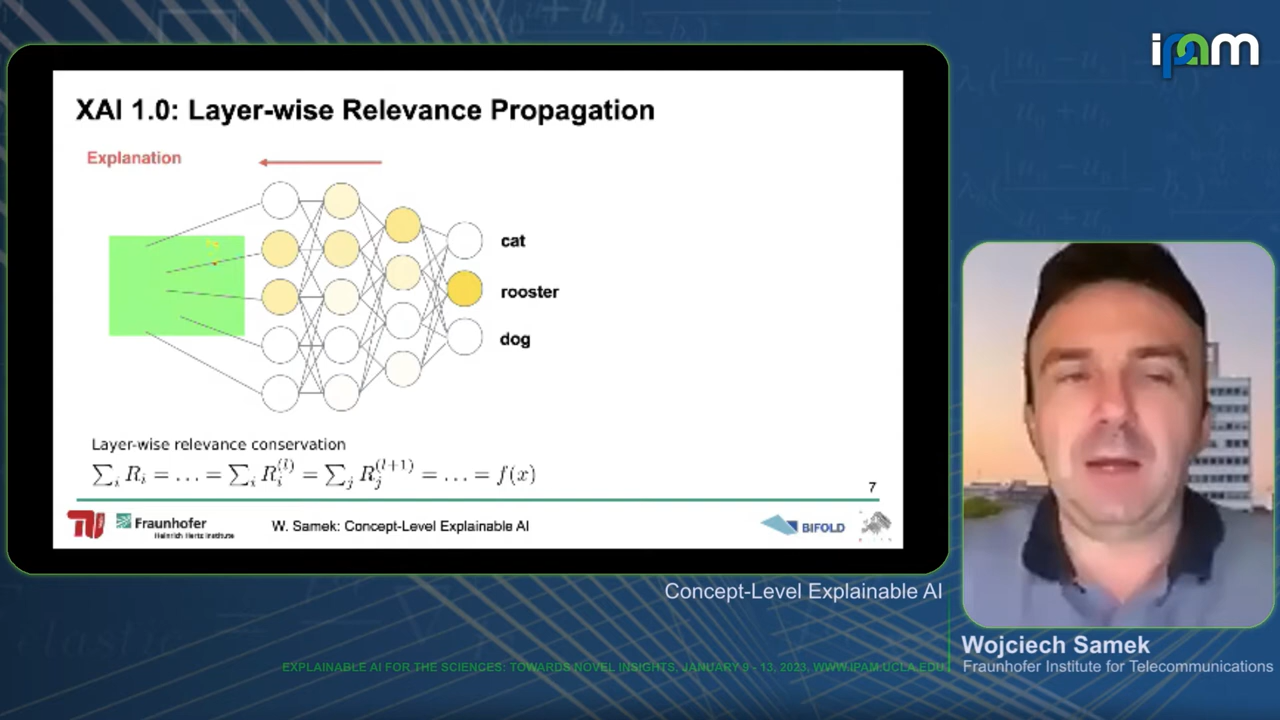 ipam
XAI 1.0: Layer-wise Relevance Propagation
Explanation
cat
rooster
dog
Layer-wise relevance conservation
∑ᵢ Rᵢ = … = ∑ᵢ Rᵢ⁽ˡ⁾ = ∑ⱼ Rⱼ⁽ˡ⁺¹⁾ = … = f(x)
7
Fraunhofer
Heinrich Hertz Institute
W. Samek: Concept-Level Explainable AI
BIFOLD
Concept-Level Explainable AI
Wojciech Samek
Fraunhofer Institute for Telecommunications
EXPLAINABLE AI FOR THE SCIENCES: TOWARDS NOVEL INSIGHTS, JANUARY 9 - 13, 2023, WWW.IPAM.UCLA.EDU